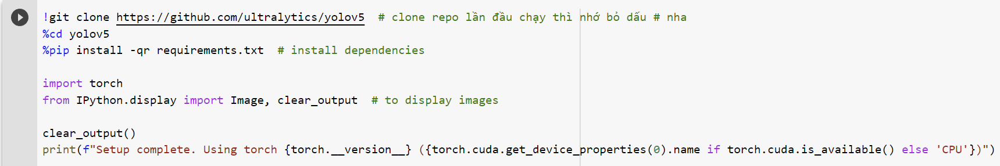 !git clone https://github.com/ultralytics/yolov5  # clone repo lần đầu chạy thì nhớ bỏ dấu # nha
%cd yolov5
%pip install -qr requirements.txt  # install dependencies
import torch
from IPython.display import Image, clear_output  # to display images
clear_output()
print(f"Setup complete. Using torch {torch.__version__} ({torch.cuda.get_device_properties(0).name if torch.cuda.is_available() else 'CPU'})")